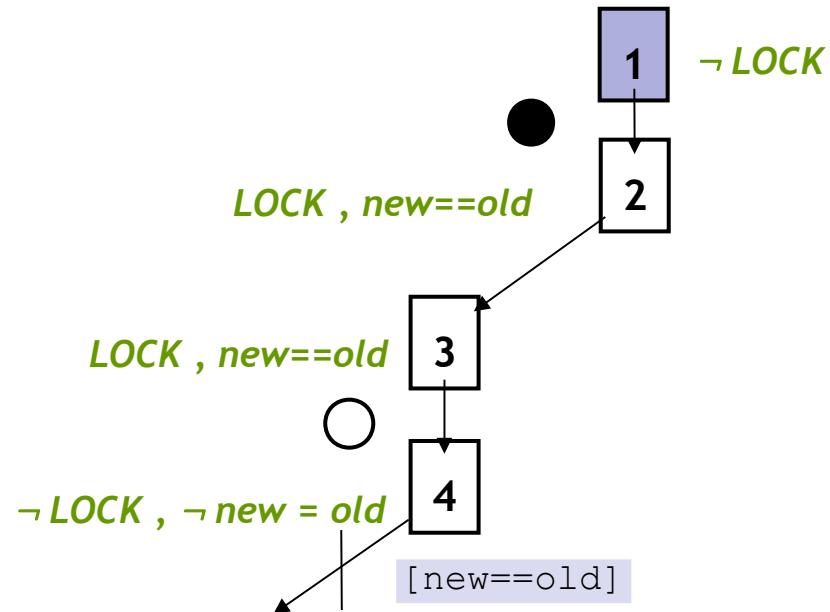 1 ¬ LOCK
LOCK , new==old 2
LOCK , new==old 3
¬ LOCK , ¬ new = old 4
[new==old]